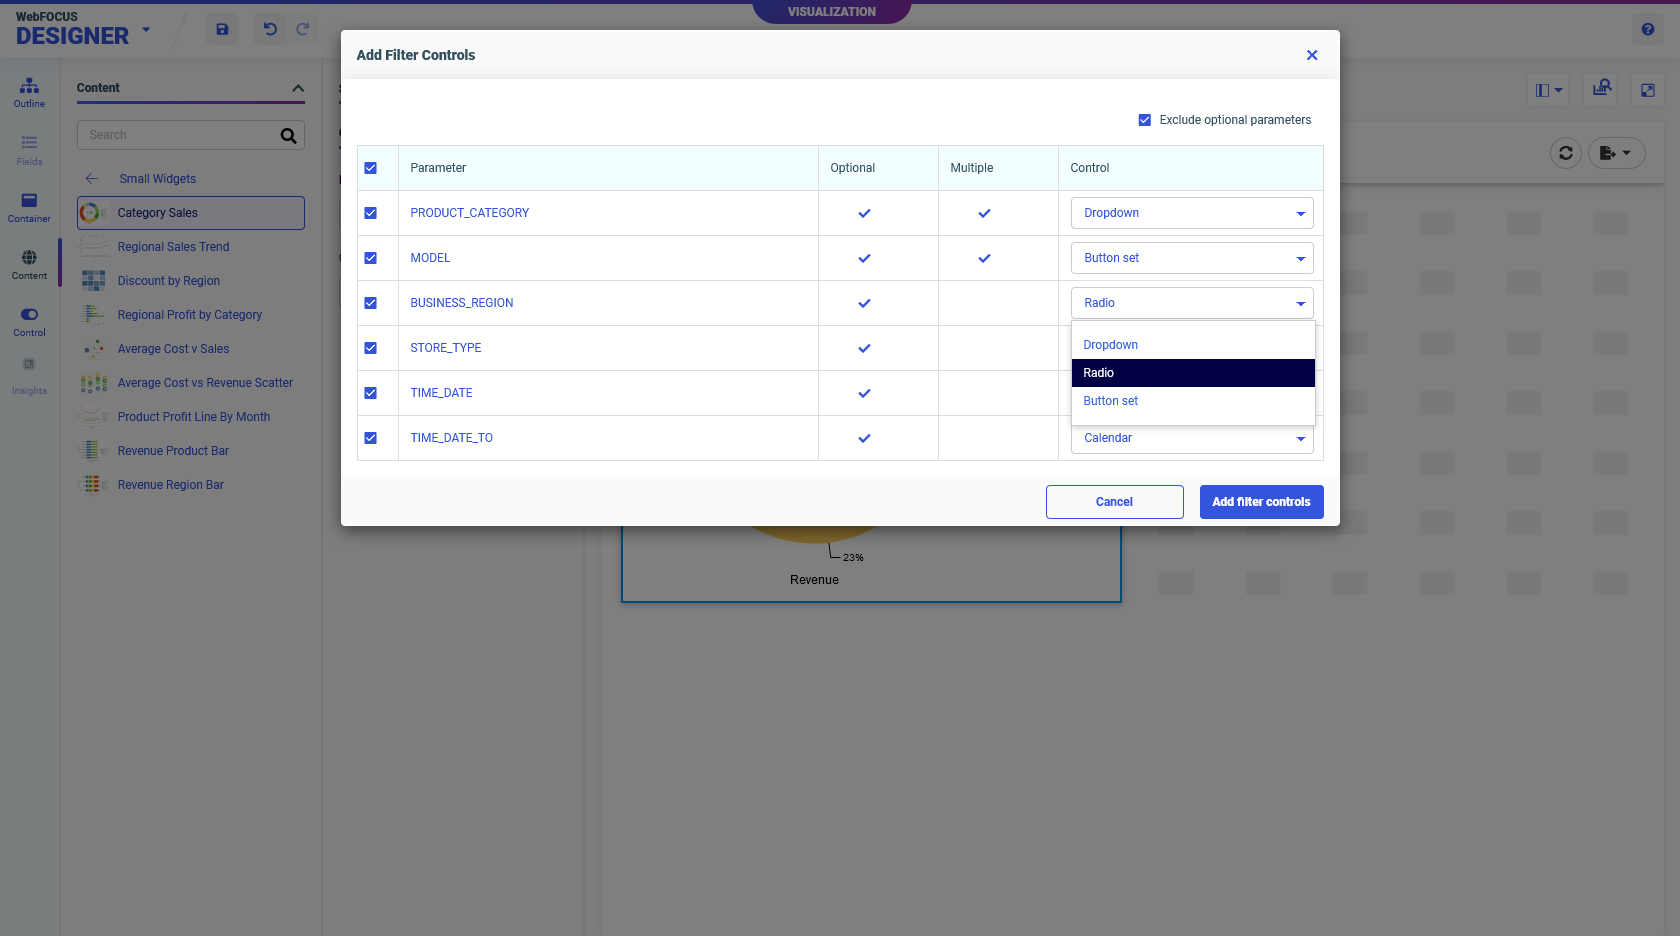 WebFOCUS
DESIGNER
VISUALIZATION
Outline
Fields
Container
Content
Control
Insights
Content
Search
Small Widgets
Category Sales
Regional Sales Trend
Discount by Region
Regional Profit by Category
Average Cost v Sales
Average Cost vs Revenue Scatter
Product Profit Line By Month
Revenue Product Bar
Revenue Region Bar
Add Filter Controls
Exclude optional parameters
Parameter Optional Multiple Control
PRODUCT_CATEGORY Dropdown
MODEL Button set
BUSINESS_REGION Radio
Dropdown
STORE_TYPE
Radio
TIME_DATE
Button set
TIME_DATE_TO Calendar
Cancel Add filter controls
23%
Revenue